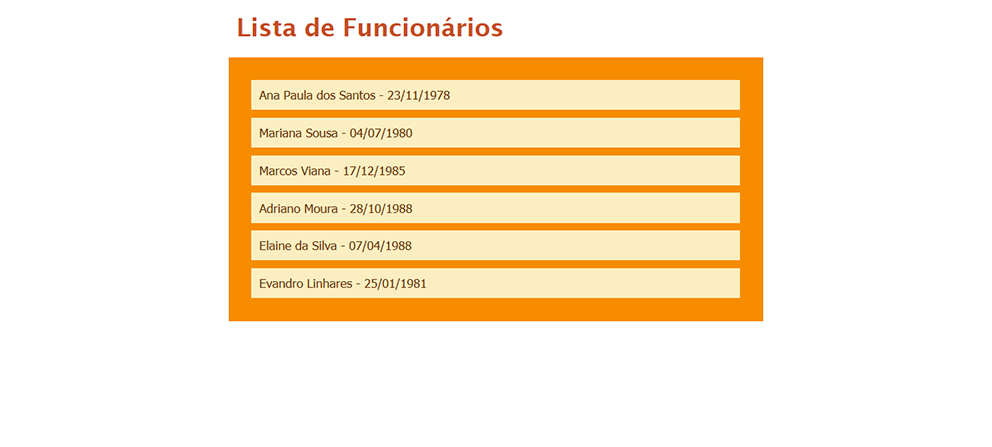 Lista de Funcionários
Ana Paula dos Santos - 23/11/1978
Mariana Sousa - 04/07/1980
Marcos Viana - 17/12/1985
Adriano Moura - 28/10/1988
Elaine da Silva - 07/04/1988
Evandro Linhares - 25/01/1981